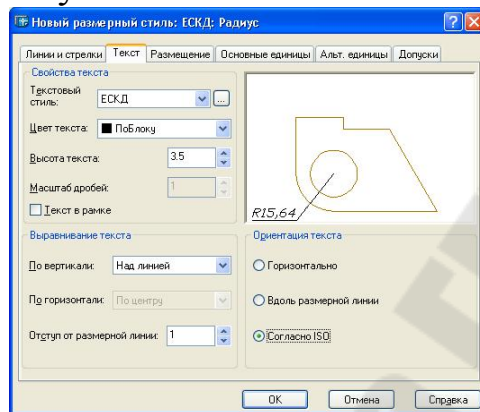 Новый размерный стиль: ЕСКД: Радиус
Линии и стрелки Текст Размещение Основные единицы Альт. единицы Допуски
Свойства текста
Текстовый стиль: ЕСКД ...
Цвет текста: ПоБлоку
Высота текста: 3.5
Масштаб дробей: 1
Текст в рамке
R15,64
Выравнивание текста
По вертикали: Над линией
По горизонтали: По центру
Отступ от размерной линии: 1
Ориентация текста
Горизонтально
Вдоль размерной линии
Согласно ISO
OK Отмена Справка